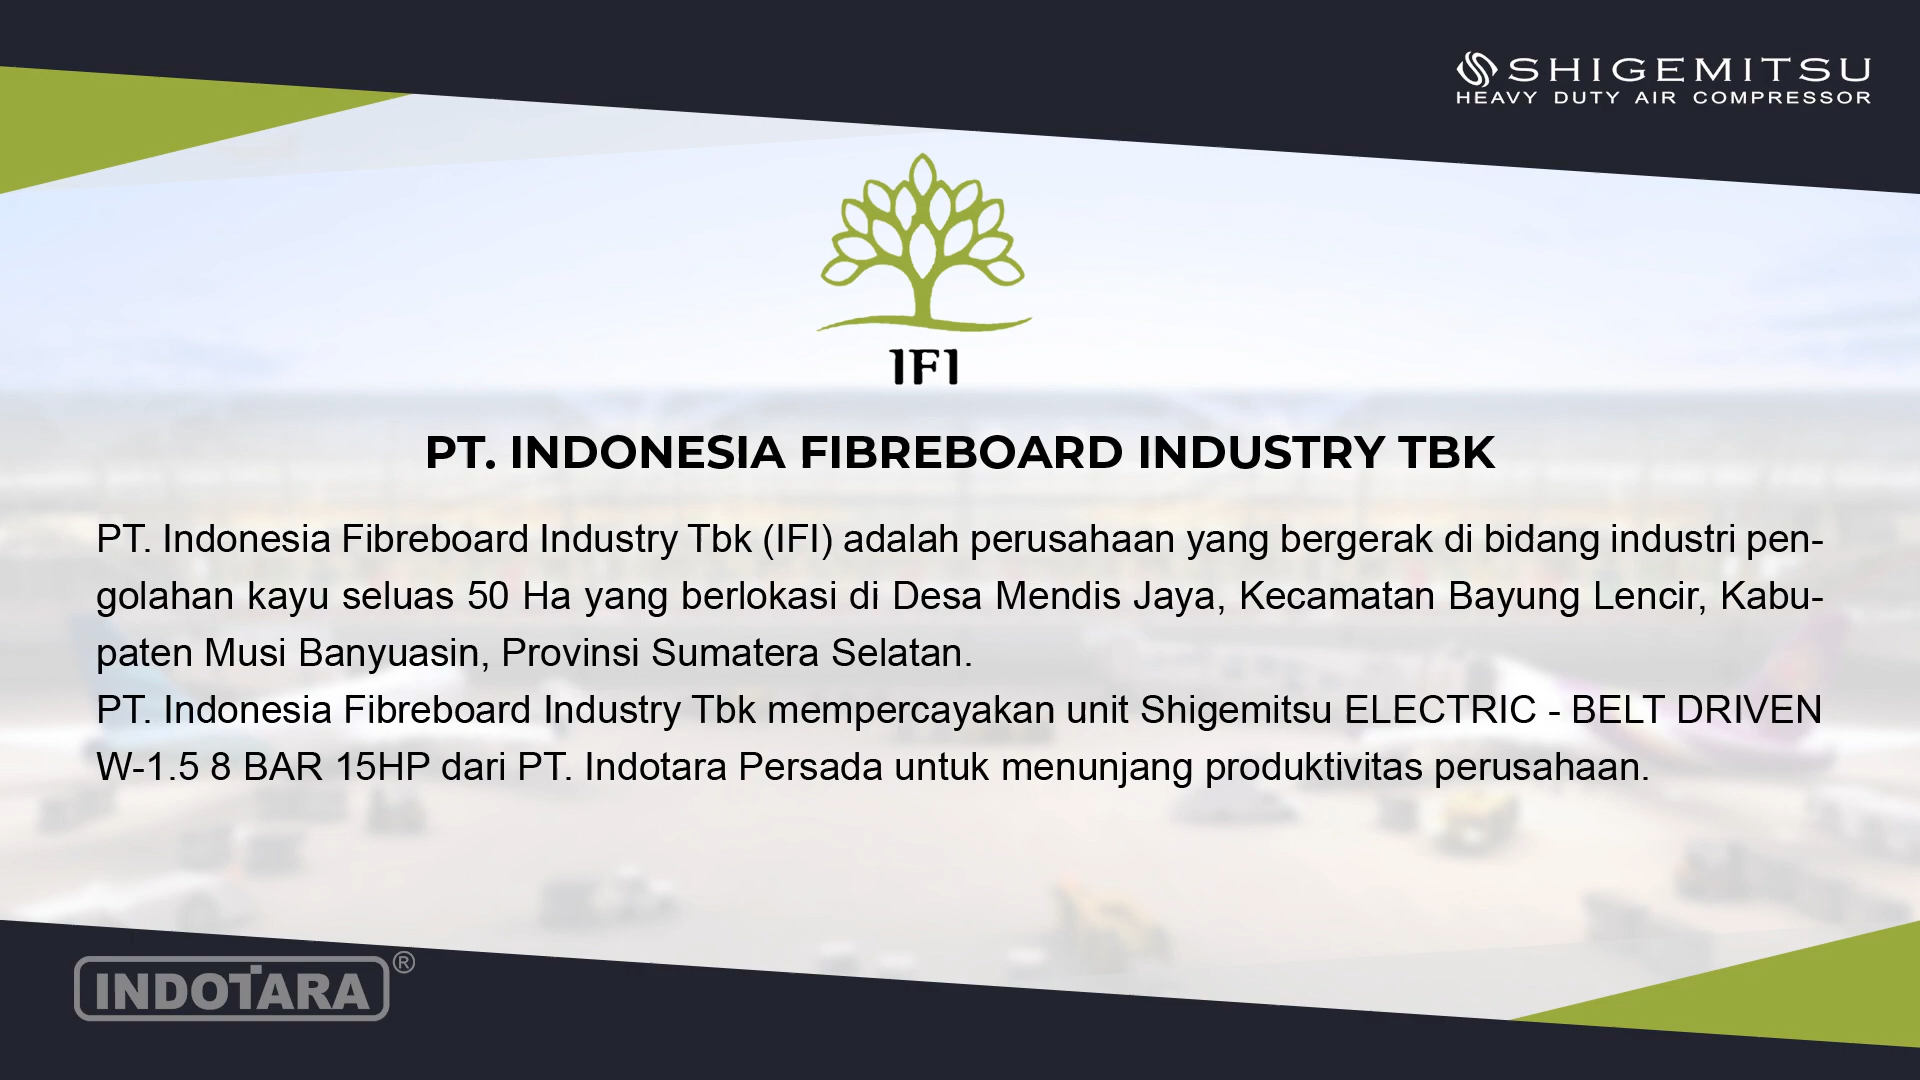 SHIGEMITSU
HEAVY DUTY AIR COMPRESSOR
IFI
PT. INDONESIA FIBREBOARD INDUSTRY TBK
PT. Indonesia Fibreboard Industry Tbk (IFI) adalah perusahaan yang bergerak di bidang industri pen-
golahan kayu seluas 50 Ha yang berlokasi di Desa Mendis Jaya, Kecamatan Bayung Lencir, Kabu-
paten Musi Banyuasin, Provinsi Sumatera Selatan.
PT. Indonesia Fibreboard Industry Tbk mempercayakan unit Shigemitsu ELECTRIC - BELT DRIVEN
W-1.5 8 BAR 15HP dari PT. Indotara Persada untuk menunjang produktivitas perusahaan.
INDOTARA®